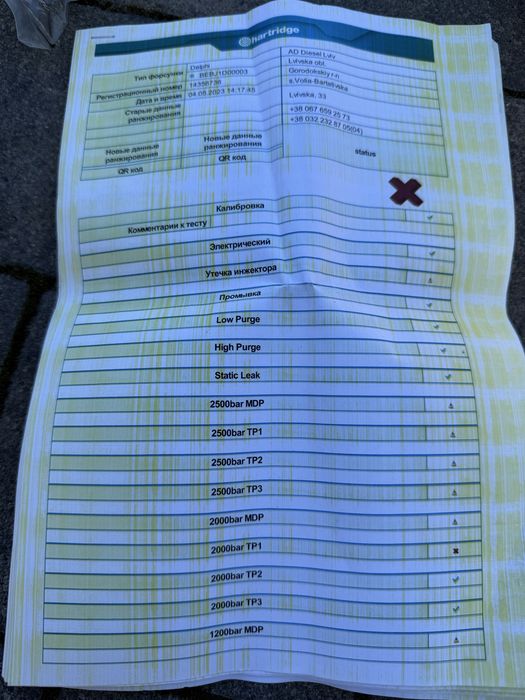 hartridge
Тип форсунки Delphi
BEBJ1D00003
Регистрационный номер 14356736
Дата и время 04.08.2023 14:17:45
Старые данные ранжирования
Новые данные ранжирования
Новые данные ранжирования
QR код
QR код
AD Diesel Lviv
Lvivska obl.
Gorodotskiy r-n
s.Volia-Bartativska
Lvivska, 33
+38 067 659 25 73
+38 032 232 87 05(04)
status
Калибровка
Комментарии к тесту
Электрический
Утечка инжектора
Промывка
Low Purge
High Purge
Static Leak
2500bar MDP
2500bar TP1
2500bar TP2
2500bar TP3
2000bar MDP
2000bar TP1
2000bar TP2
2000bar TP3
1200bar MDP